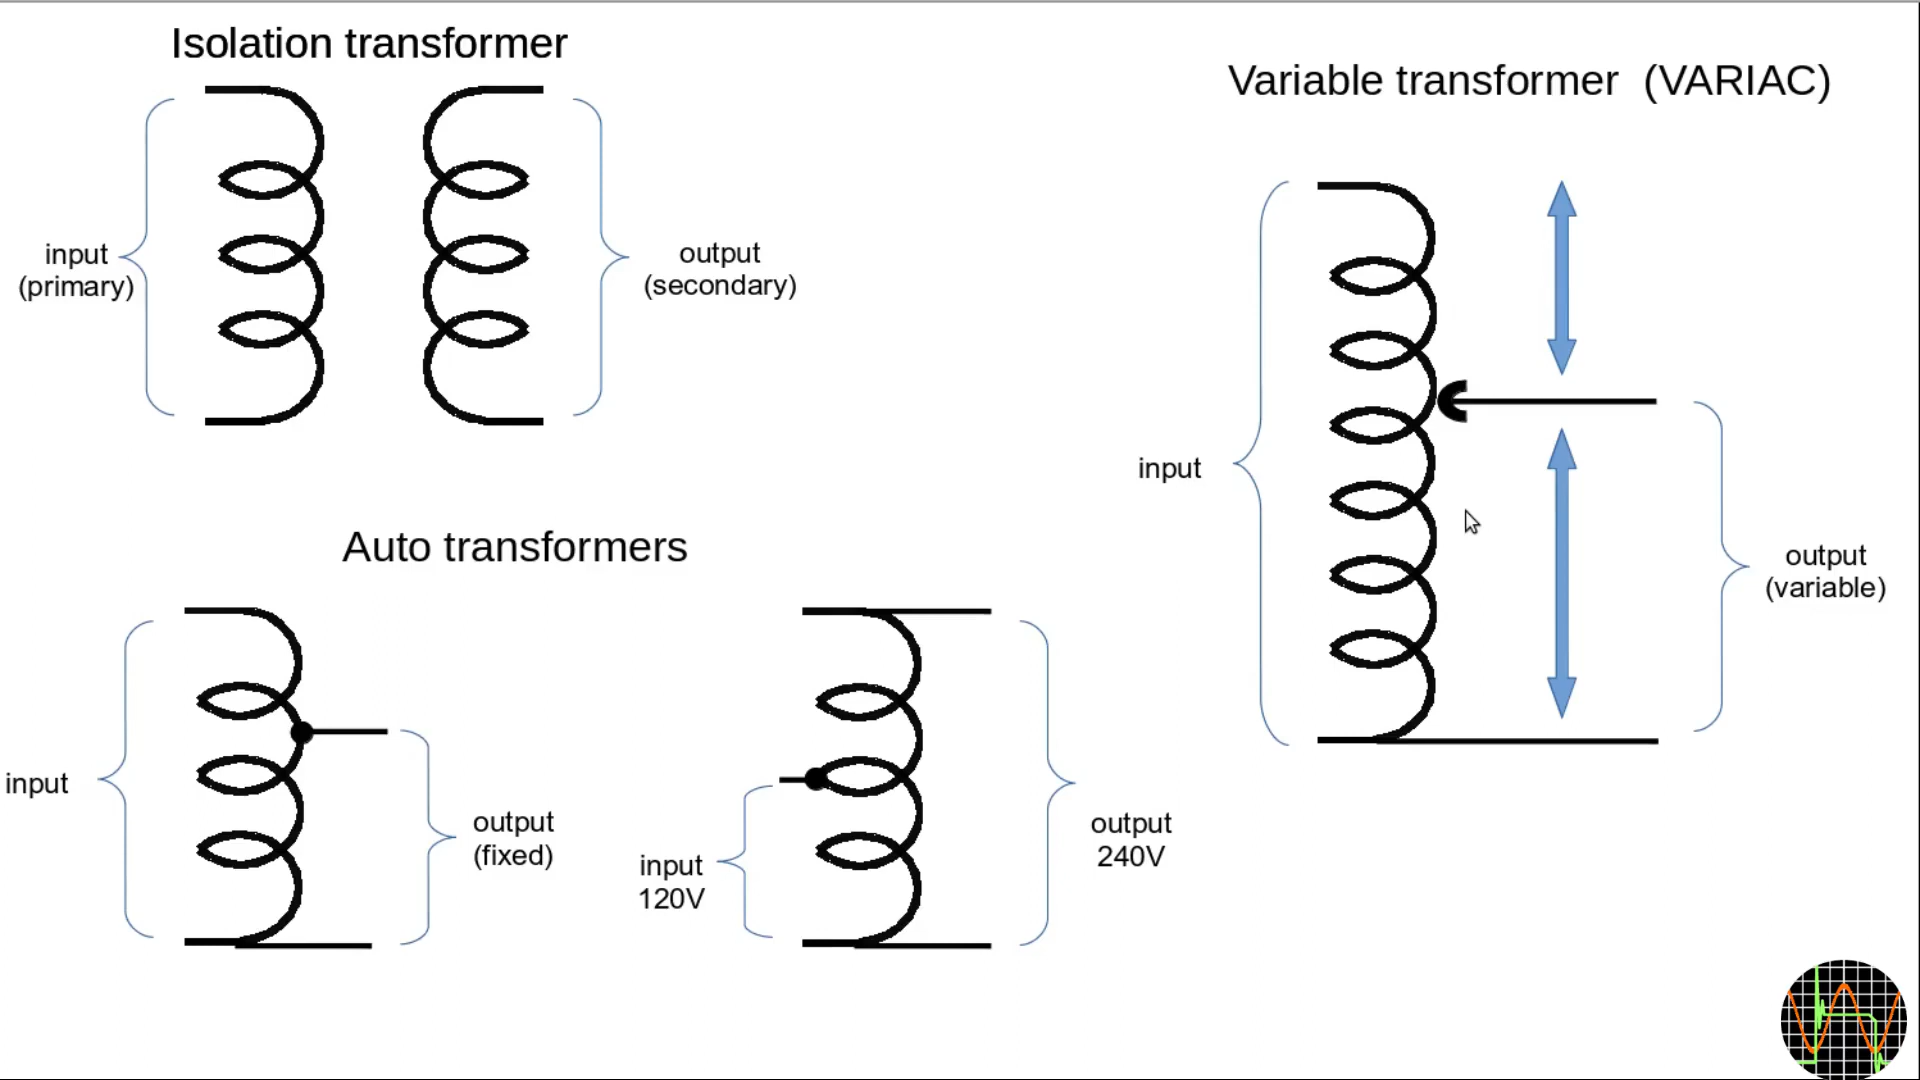 Isolation transformer
input
(primary)
output
(secondary)
Variable transformer (VARIAC)
input
output
(variable)
Auto transformers
input
output
(fixed)
input
120V
output
240V